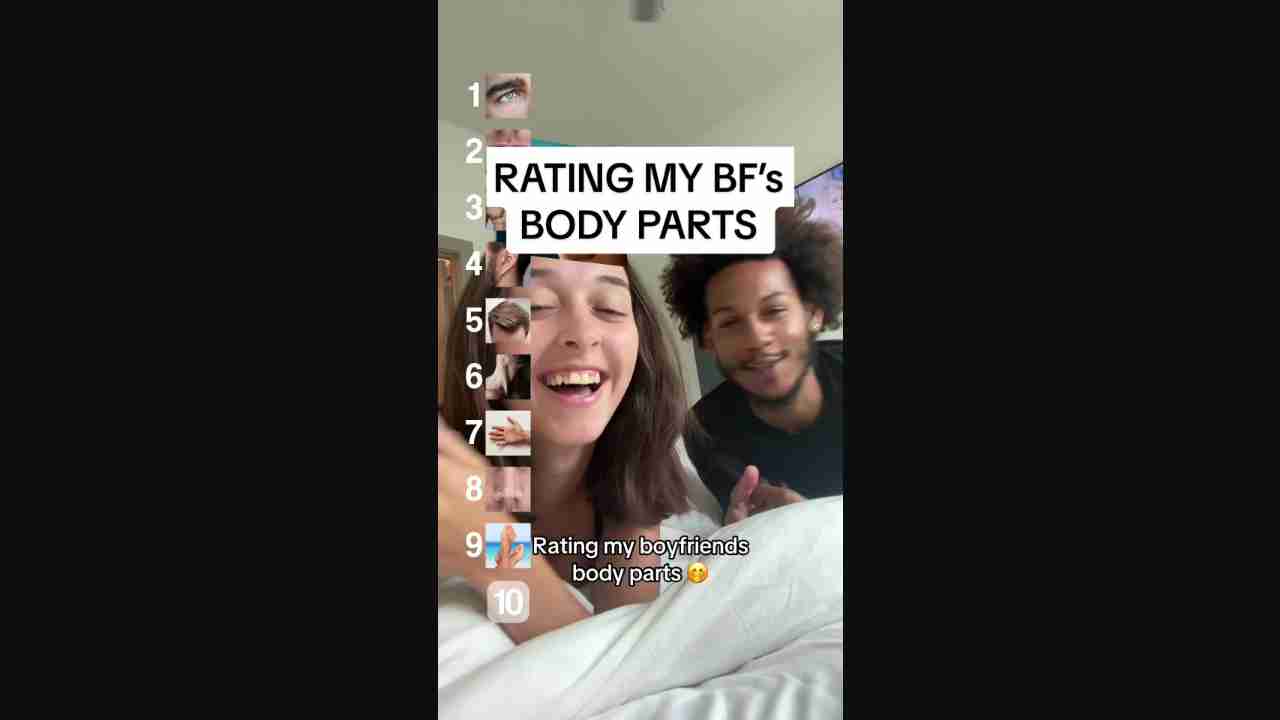 RATING MY BF's
BODY PARTS
1
2
3
4
5
6
7
8
9
10
Rating my boyfriends
body parts 🤭